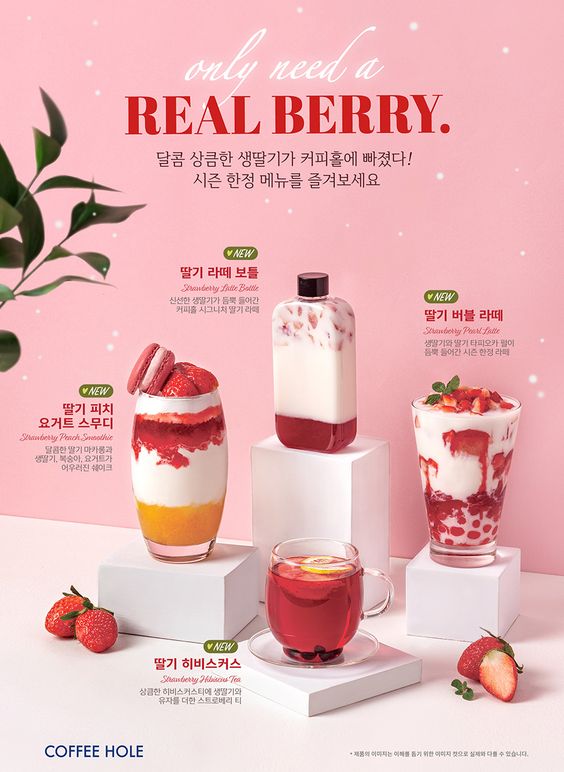 only need a
REAL BERRY.
달콤 상큼한 생딸기가 커피홀에 빠졌다!
시즌 한정 메뉴를 즐겨보세요
NEW
딸기 라떼 보틀
Strawberry Latte Bottle
신선한 생딸기가 듬뿍 들어간
커피홀 시그니처 딸기 라떼
NEW
딸기 버블 라떼
Strawberry Pearl Latte
생딸기와 딸기 타피오카 펄이
듬뿍 들어간 시즌 한정 라떼
NEW
딸기 피치
요거트 스무디
Strawberry Peach Smoothie
달콤한 딸기 마카롱과
생딸기, 복숭아, 요거트가
어우러진 쉐이크
NEW
딸기 히비스커스
Strawberry Hibiscus Tea
상큼한 히비스커스티에 생딸기와
유자를 더한 스트로베리 티
COFFEE HOLE
* 제품의 이미지는 이해를 돕기 위한 이미지 컷으로 실제와 다를 수 있습니다.